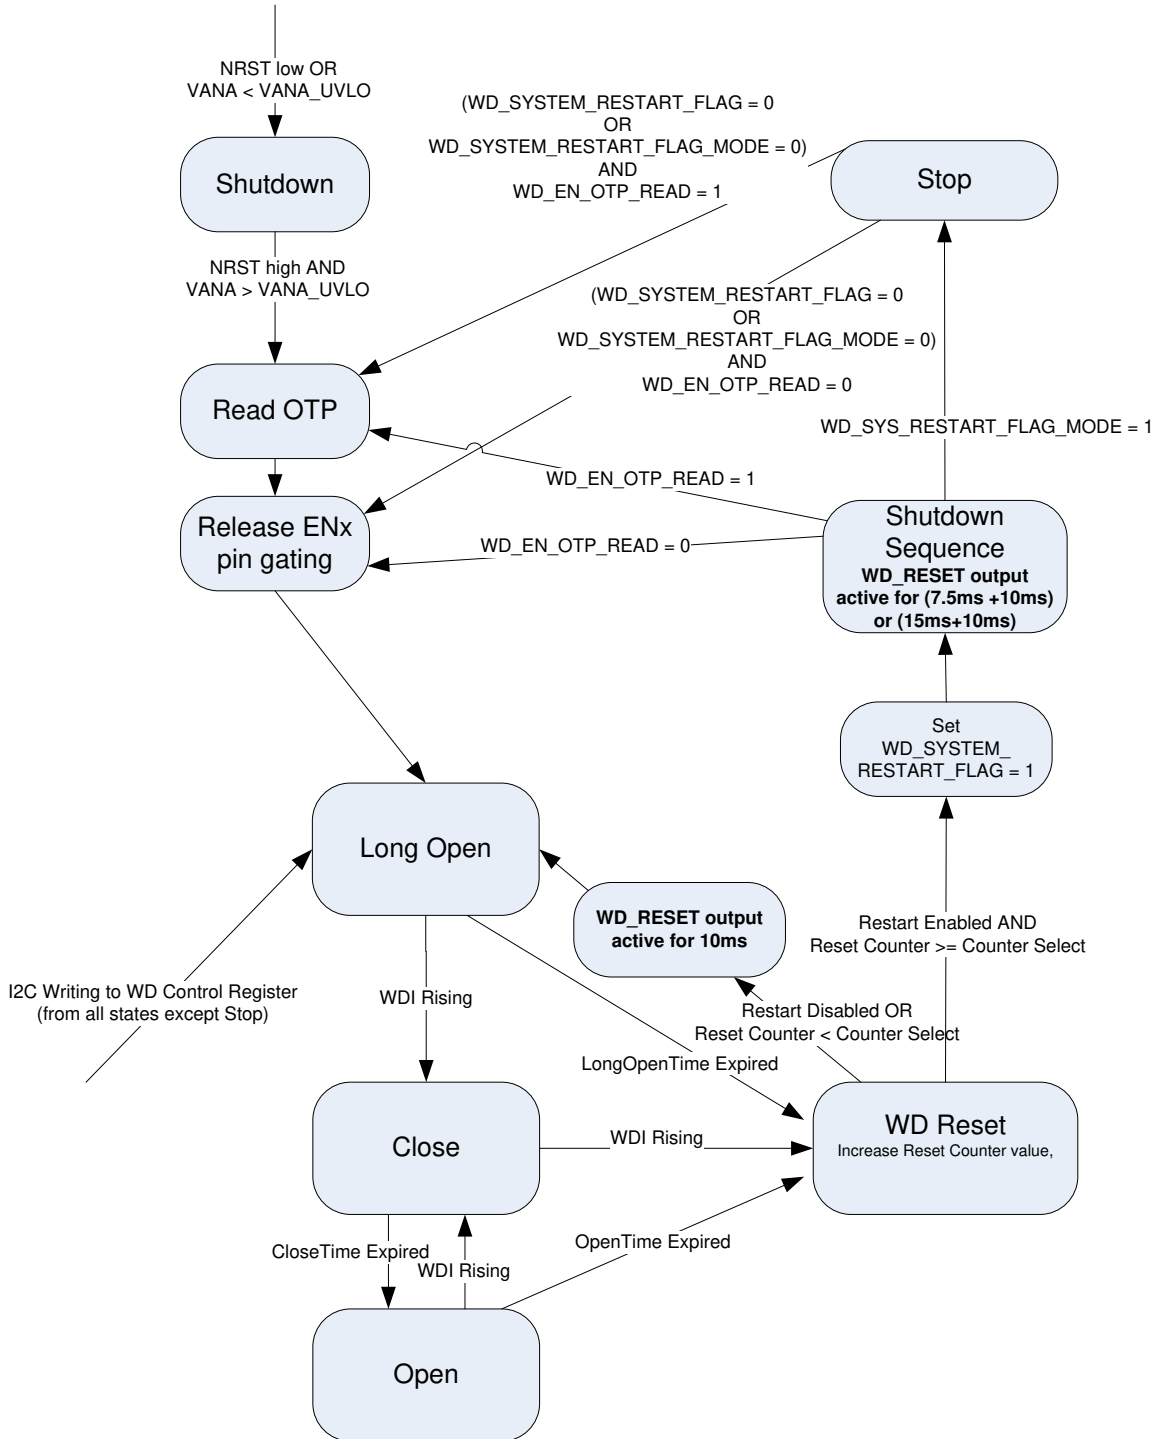 NRST low OR
VANA < VANA_UVLO
(WD_SYSTEM_RESTART_FLAG = 0
OR
WD_SYSTEM_RESTART_FLAG_MODE = 0)
AND
WD_EN_OTP_READ = 1
Shutdown
Stop
NRST high AND
VANA > VANA_UVLO
(WD_SYSTEM_RESTART_FLAG = 0
OR
WD_SYSTEM_RESTART_FLAG_MODE = 0)
AND
WD_EN_OTP_READ = 0
Read OTP
WD_SYS_RESTART_FLAG_MODE = 1
WD_EN_OTP_READ = 1
Release ENx
pin gating
WD_EN_OTP_READ = 0
Shutdown
Sequence
WD_RESET output
active for (7.5ms +10ms)
or (15ms+10ms)
Set
WD_SYSTEM_
RESTART_FLAG = 1
Long Open
WD_RESET output
active for 10ms
Restart Enabled AND
Reset Counter >= Counter Select
I2C Writing to WD Control Register
(from all states except Stop)
WDI Rising
Restart Disabled OR
Reset Counter < Counter Select
LongOpenTime Expired
Close
WDI Rising
WD Reset
Increase Reset Counter value,
CloseTime Expired
WDI Rising
OpenTime Expired
Open